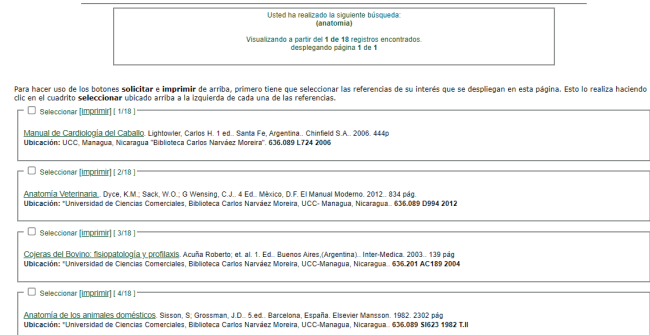 Usted ha realizado la siguiente búsqueda:
(anatomia)
Visualizando a partir del 1 de 18 registros encontrados.
desplegando página 1 de 1
Para hacer uso de los botones solicitar e imprimir de arriba, primero tiene que seleccionar las referencias de su interés que se despliegan en esta página. Esto lo realiza haciendo
clic en el cuadrito seleccionar ubicado arriba a la izquierda de cada una de las referencias.
Seleccionar [Imprimir] [ 1/18 ]
Manual de Cardiología del Caballo. Lightowler, Carlos H. 1 ed.. Santa Fe, Argentina.. Chinfield S.A.. 2006. 444p
Ubicación: UCC, Managua, Nicaragua "Biblioteca Carlos Narváez Moreira". 636.089 L724 2006
Seleccionar [Imprimir] [ 2/18 ]
Anatomía Veterinaria.. Dyce, K.M.; Sack, W.O.; G Wensing, C.J.. 4 Ed.. México, D.F. El Manual Moderno. 2012.. 834 pág.
Ubicación: "Universidad de Ciencias Comerciales, Biblioteca Carlos Narváez Moreira, UCC- Managua, Nicaragua.. 636.089 D994 2012
Seleccionar [Imprimir] [ 3/18 ]
Cojeras del Bovino: fisiopatología y profilaxis. Acuña Roberto; et. al. 1. Ed.. Buenos Aires,(Argentina).. Inter-Medica. 2003.. 139 pág
Ubicación: "Universidad de Ciencias Comerciales, Biblioteca Carlos Narváez Moreira, UCC-Managua, Nicaragua.. 636.201 AC189 2004
Seleccionar [Imprimir] [ 4/18 ]
Anatomía de los animales domésticos. Sisson, S; Grossman, J.D.. 5.ed.. Barcelona, España. Elsevier Mansson. 1982. 2302 pág
Ubicación: "Universidad de Ciencias Comerciales, Biblioteca Carlos Narváez Moreira, UCC-Managua, Nicaragua.. 636.089 SI623 1982 T.II